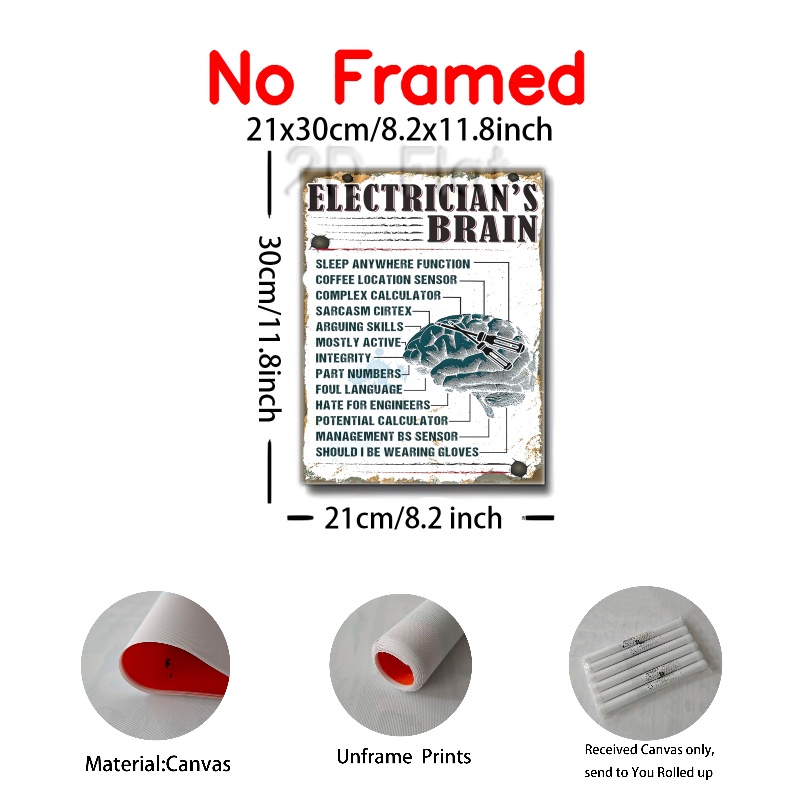 No Framed
21x30cm/8.2x11.8inch
2D Flat
30cm/11.8inch
ELECTRICIAN'S
BRAIN
SLEEP ANYWHERE FUNCTION
COFFEE LOCATION SENSOR
COMPLEX CALCULATOR
SARCASM CIRTEX
ARGUING SKILLS
MOSTLY ACTIVE
INTEGRITY
PART NUMBERS
FOUL LANGUAGE
HATE FOR ENGINEERS
POTENTIAL CALCULATOR
MANAGEMENT BS SENSOR
SHOULD I BE WEARING GLOVES
21cm/8.2 inch
Material:Canvas
Unframe Prints
Received Canvas only,
send to You Rolled up